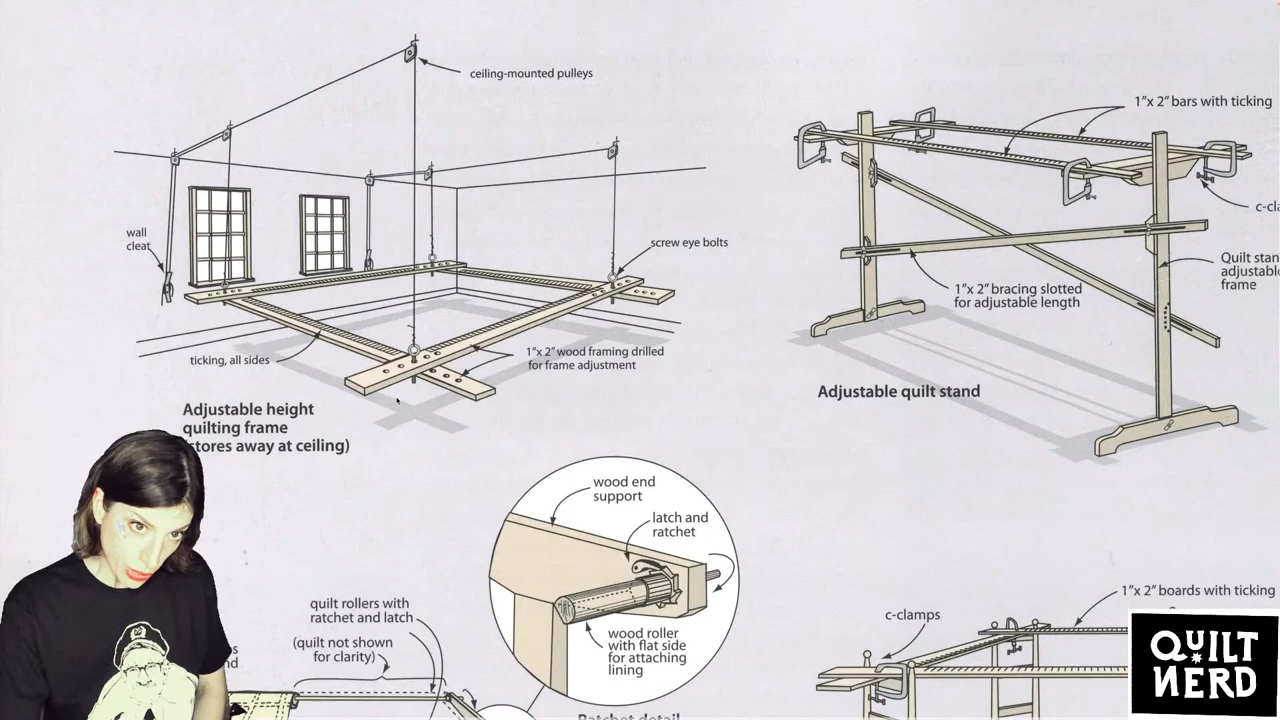 ceiling-mounted pulleys
wall
cleat
screw eye bolts
ticking, all sides
1"x 2" wood framing drilled
for frame adjustment
Adjustable height
quilting frame
stores away at ceiling)
1"x 2" bars with ticking
1"x 2" bracing slotted
for adjustable length
Quilt stan
adjustable
frame
Adjustable quilt stand
wood end
support
latch and
ratchet
wood roller
with flat side
for attaching
lining
quilt rollers with
ratchet and latch
(quilt not shown
for clarity)
Ratchet detail
c-clamps
1"x 2" boards with ticking
QUILT
NERD